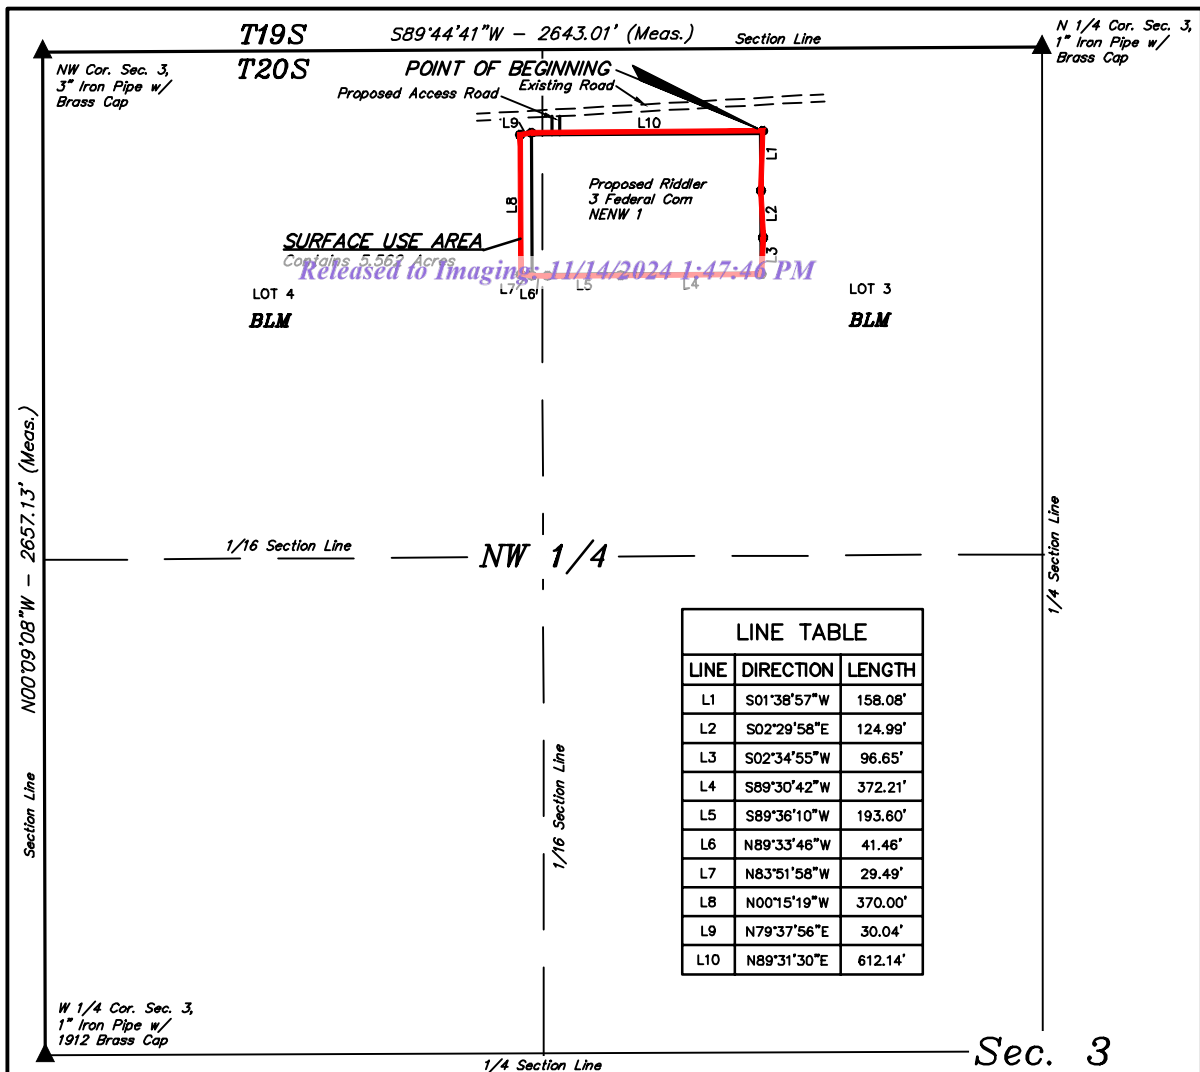 T19S
S89°44'41"W - 2643.01' (Meas.)
Section Line
N 1/4 Cor. Sec. 3,
1" Iron Pipe w/
Brass Cap
T20S
NW Cor. Sec. 3,
3" Iron Pipe w/
Brass Cap
POINT OF BEGINNING
Existing Road
Proposed Access Road
L9
L10
L1
Proposed Riddler
3 Federal Com
NENW 1
L8
L2
SURFACE USE AREA
Contains 5.562 Acres
L3
Released to Imaging: 11/14/2024 1:47:46 PM
L7
L6
L5
L4
LOT 4
BLM
LOT 3
BLM
N00°09'08"W - 2657.13' (Meas.)
Section Line
1/16 Section Line
NW 1/4
1/4 Section Line
1/16 Section Line
LINE TABLE
LINE DIRECTION LENGTH
L1 S01°38'57"W 158.08'
L2 S02°29'58"E 124.99'
L3 S02°34'55"W 96.65'
L4 S89°30'42"W 372.21'
L5 S89°36'10"W 193.60'
L6 N89°33'46"W 41.46'
L7 N83°51'58"W 29.49'
L8 N00°15'19"W 370.00'
L9 N79°37'56"E 30.04'
L10 N89°31'30"E 612.14'
W 1/4 Cor. Sec. 3,
1" Iron Pipe w/
1912 Brass Cap
1/4 Section Line
Sec. 3